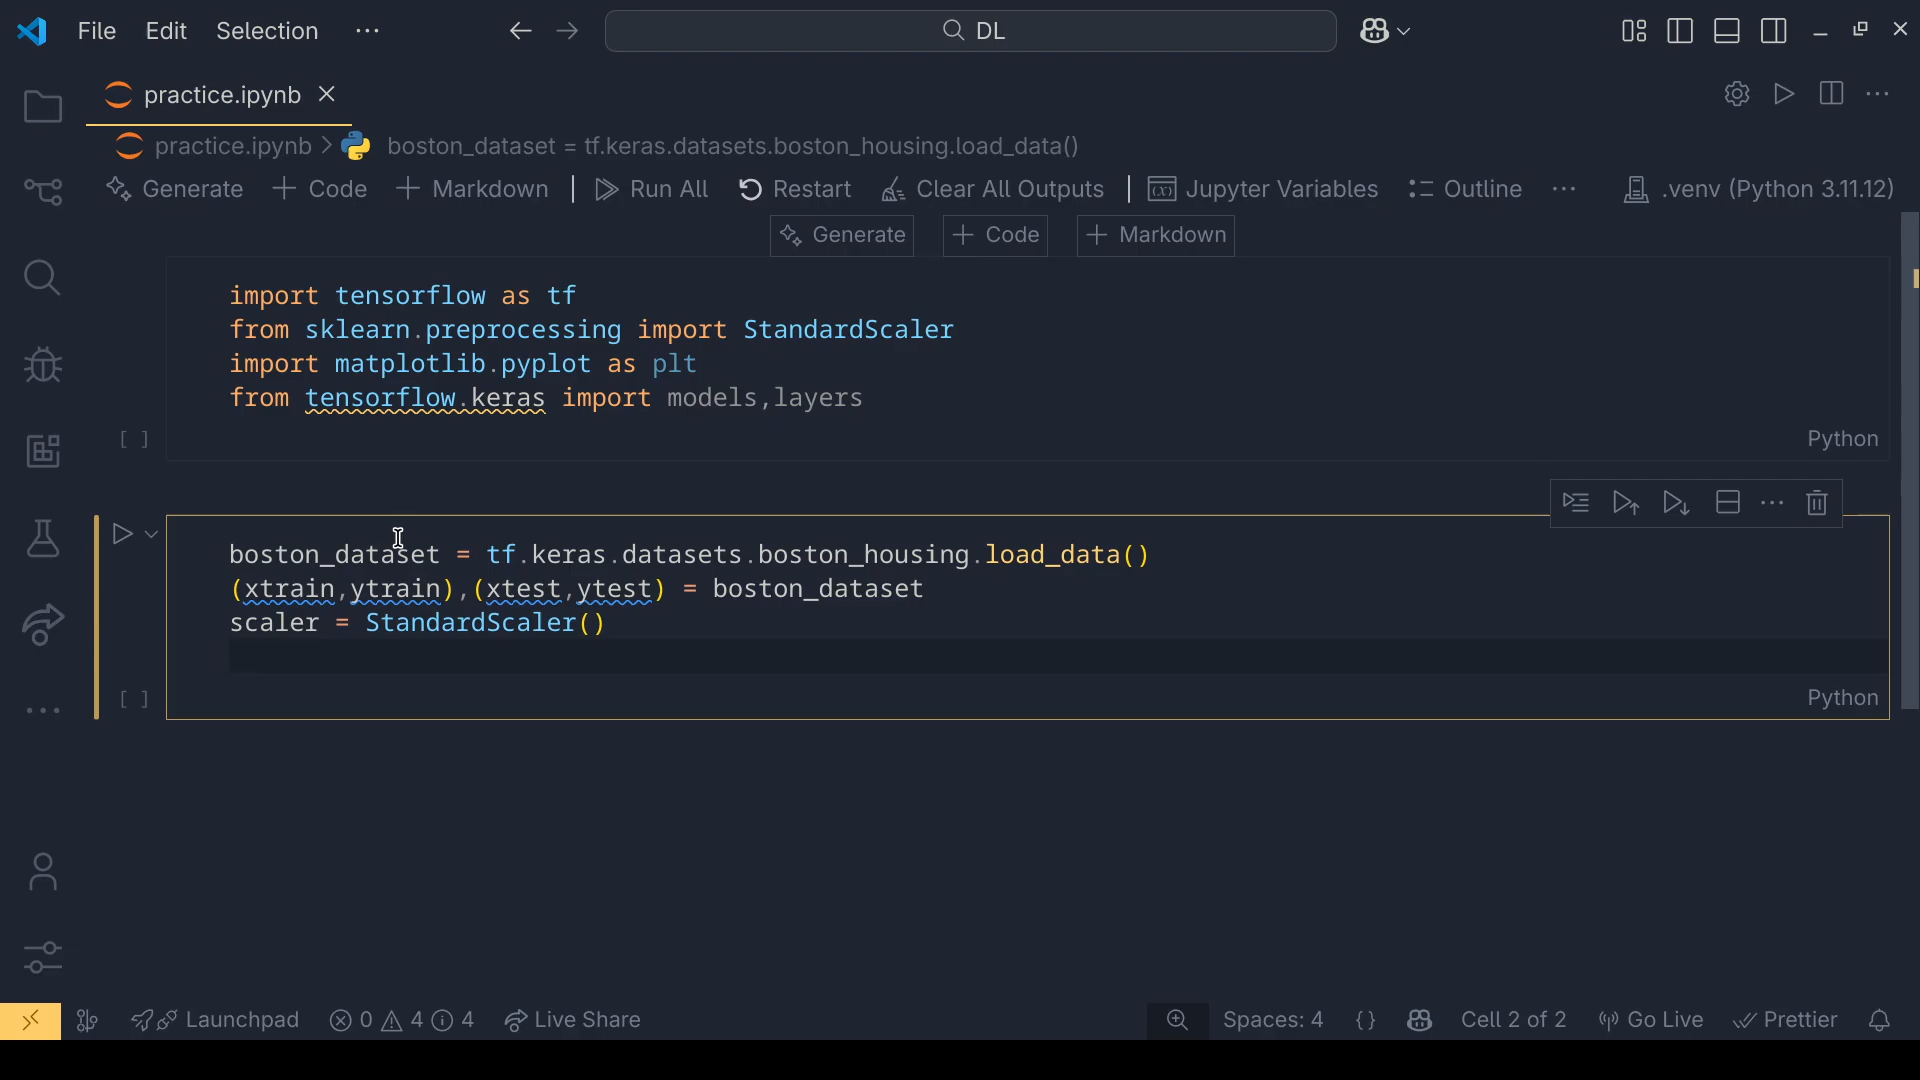 File Edit Selection ··· DL
practice.ipynb
practice.ipynb > boston_dataset = tf.keras.datasets.boston_housing.load_data()
Generate + Code + Markdown | Run All Restart Clear All Outputs | Jupyter Variables Outline ··· .venv (Python 3.11.12)
Generate + Code + Markdown
import tensorflow as tf
from sklearn.preprocessing import StandardScaler
import matplotlib.pyplot as plt
from tensorflow.keras import models,layers
[ ] Python
boston_dataset = tf.keras.datasets.boston_housing.load_data()
(xtrain,ytrain),(xtest,ytest) = boston_dataset
scaler = StandardScaler()
[ ] Python
Launchpad 0 4 4 Live Share Spaces: 4 {} Cell 2 of 2 Go Live Prettier